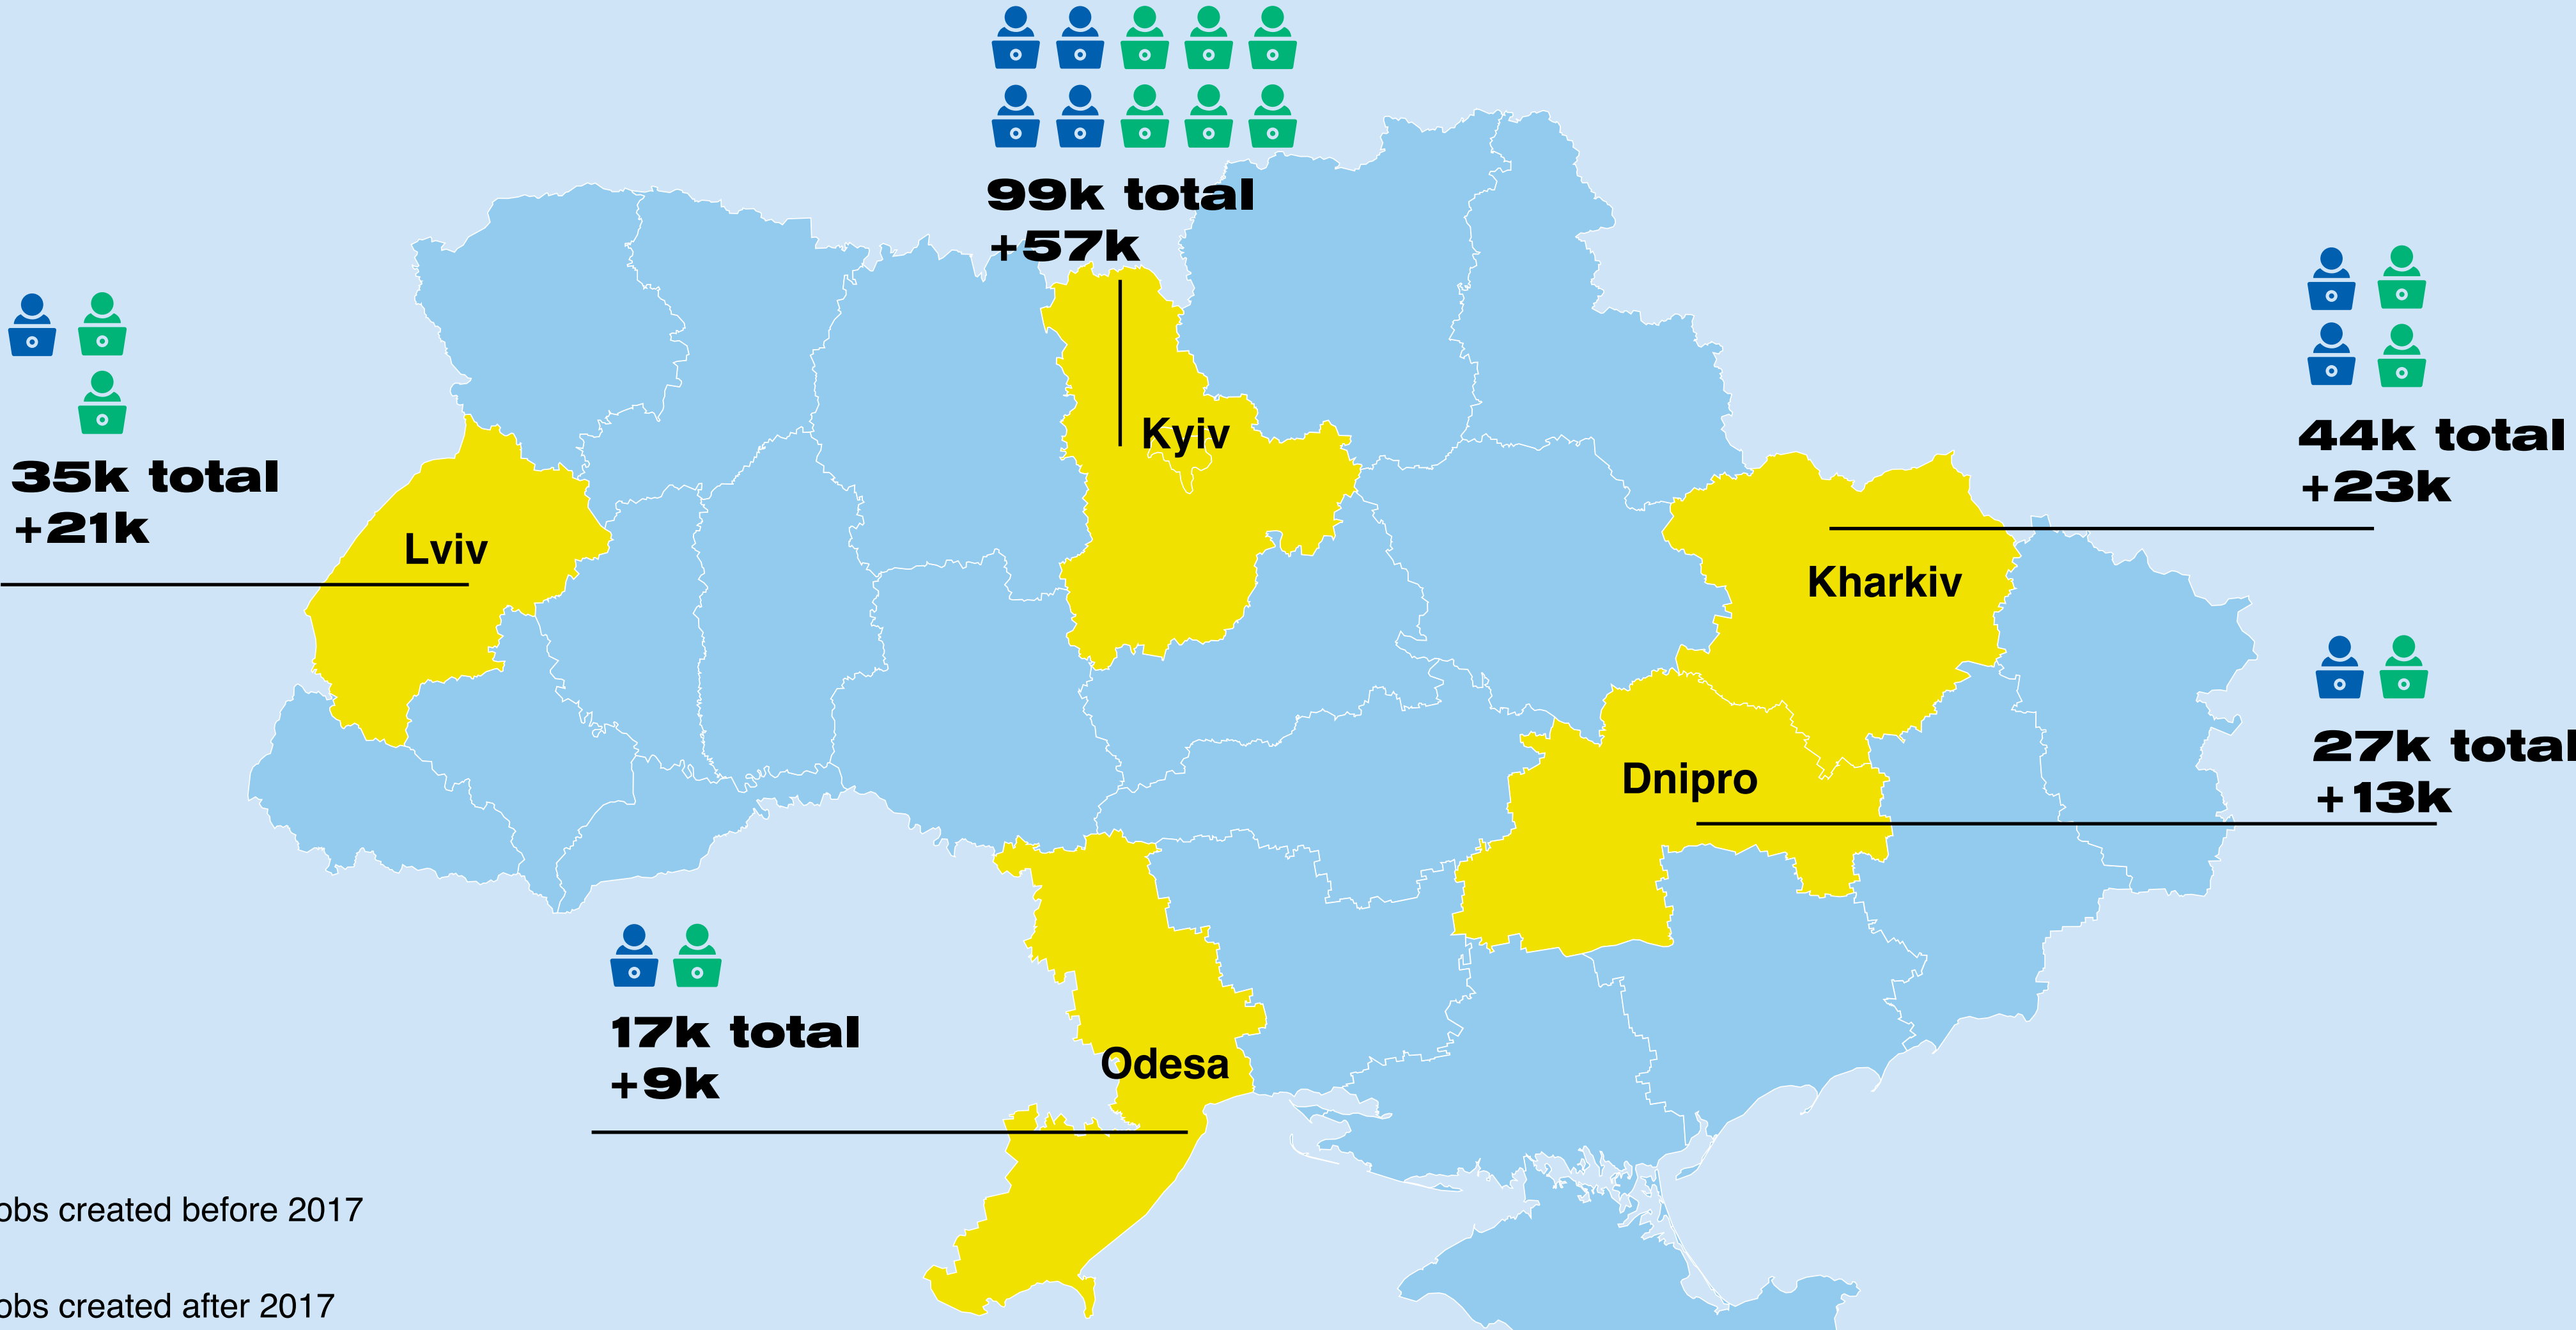 99k total
+57k
Kyiv
35k total
+21k
Lviv
44k total
+23k
Kharkiv
27k total
+13k
Dnipro
17k total
+9k
Odesa
obs created before 2017
obs created after 2017